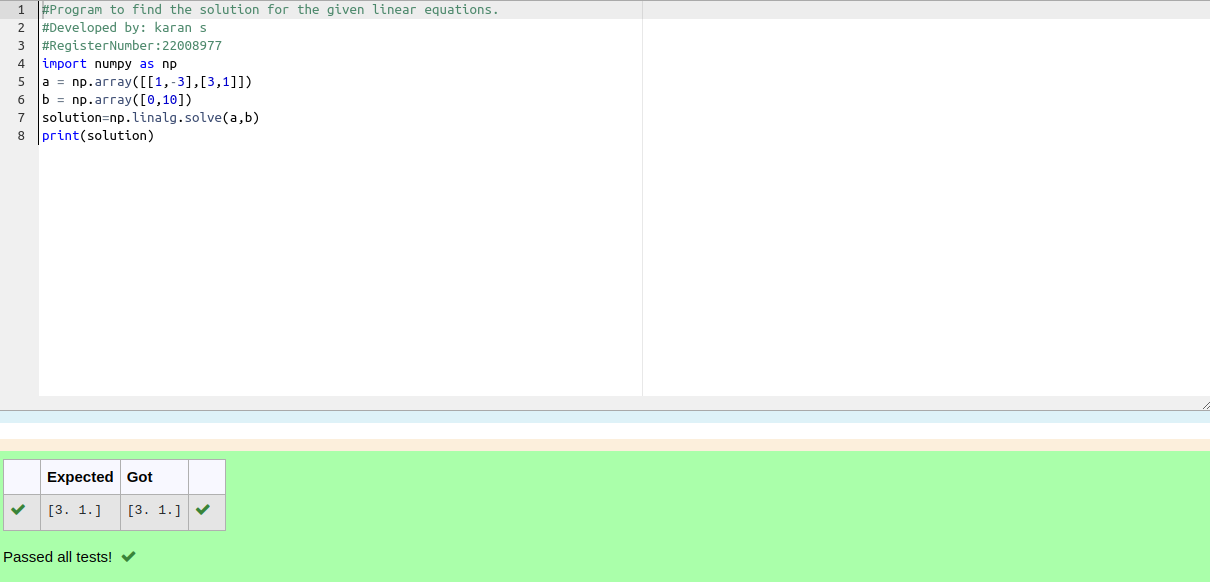 1 #Program to find the solution for the given linear equations.
2 #Developed by: karan s
3 #RegisterNumber:22008977
4 import numpy as np
5 a = np.array([[1,-3],[3,1]])
6 b = np.array([0,10])
7 solution=np.linalg.solve(a,b)
8 print(solution)
Expected Got
[3. 1.] [3. 1.]
Passed all tests!